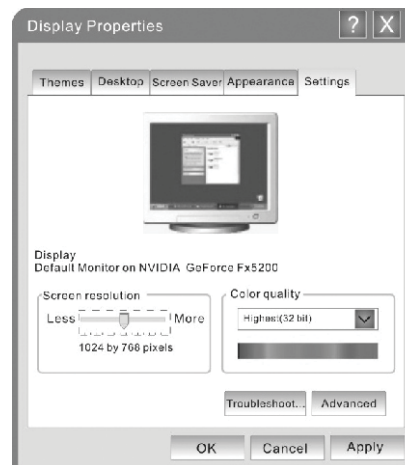 Display Properties ? X
Themes Desktop Screen Saver Appearance Settings
Display
Default Monitor on NVIDIA GeForce Fx5200
Screen resolution
Less More
1024 by 768 pixels
Color quality
Highest(32 bit)
Troubleshoot... Advanced
OK Cancel Apply